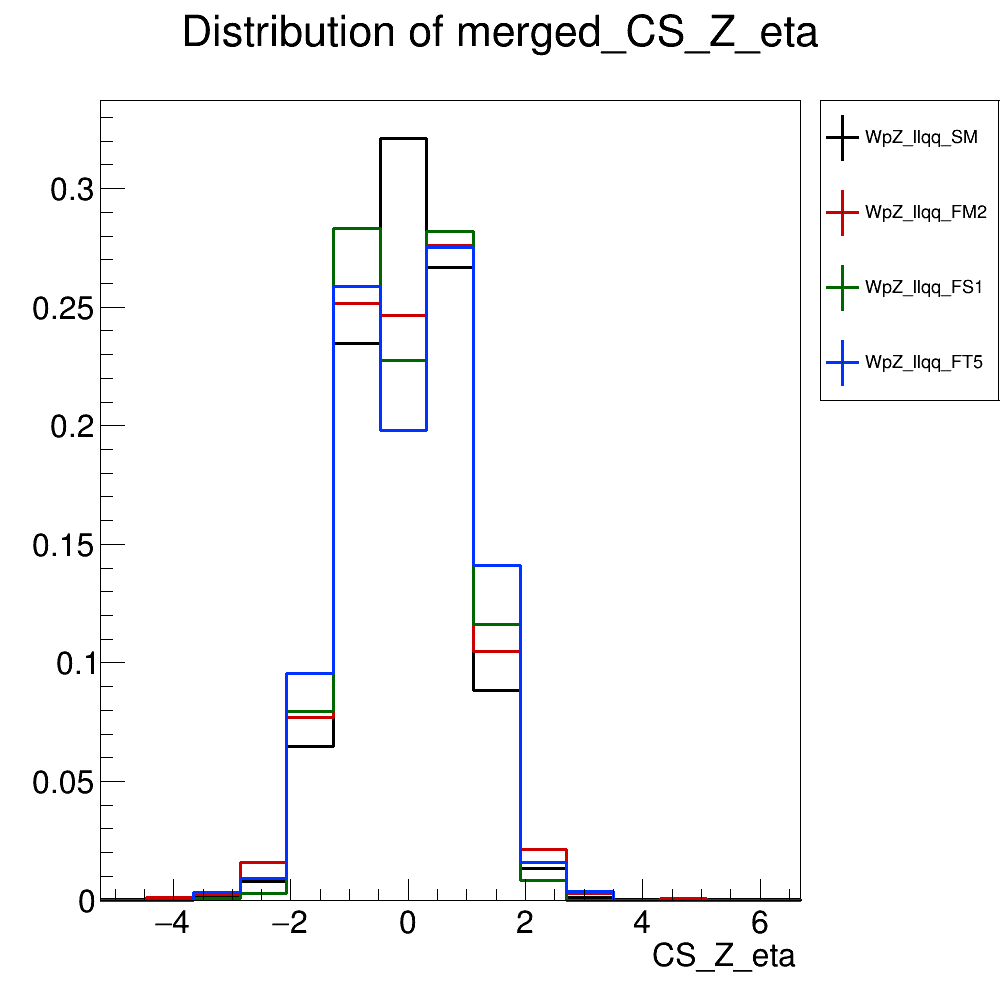 Distribution of merged_CS_Z_eta
WpZ_llqq_SM
WpZ_llqq_FM2
WpZ_llqq_FS1
WpZ_llqq_FT5
0.3
0.25
0.2
0.15
0.1
0.05
0
−4 −2 0 2 4 6
CS_Z_eta